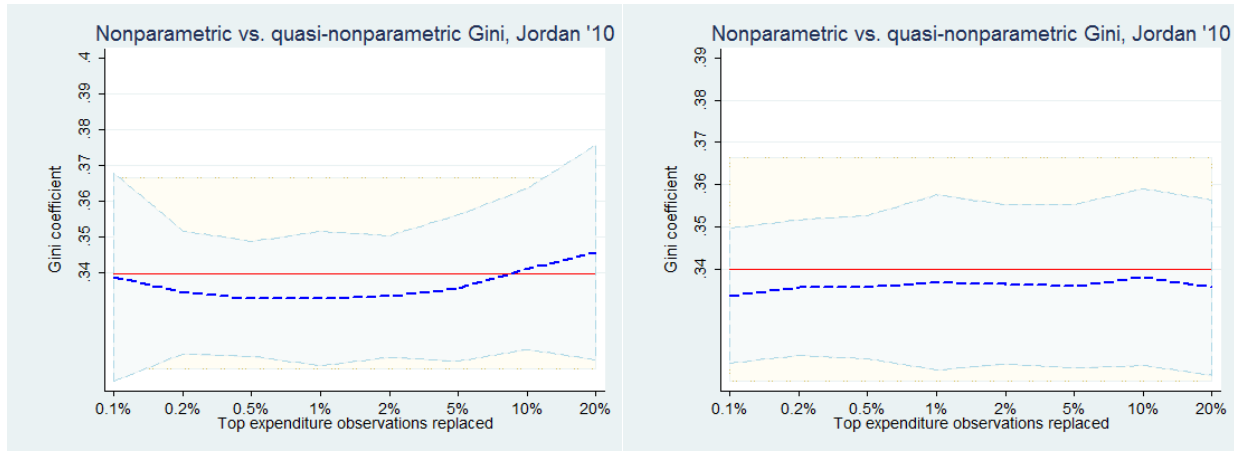 Nonparametric vs. quasi-nonparametric Gini, Jordan '10
.4
.39
.38
.37
.36
.35
.34
Gini coefficient
0.1% 0.2% 0.5% 1% 2% 5% 10% 20%
Top expenditure observations replaced
Nonparametric vs. quasi-nonparametric Gini, Jordan '10
.39
.38
.37
.36
.35
.34
Gini coefficient
0.1% 0.2% 0.5% 1% 2% 5% 10% 20%
Top expenditure observations replaced